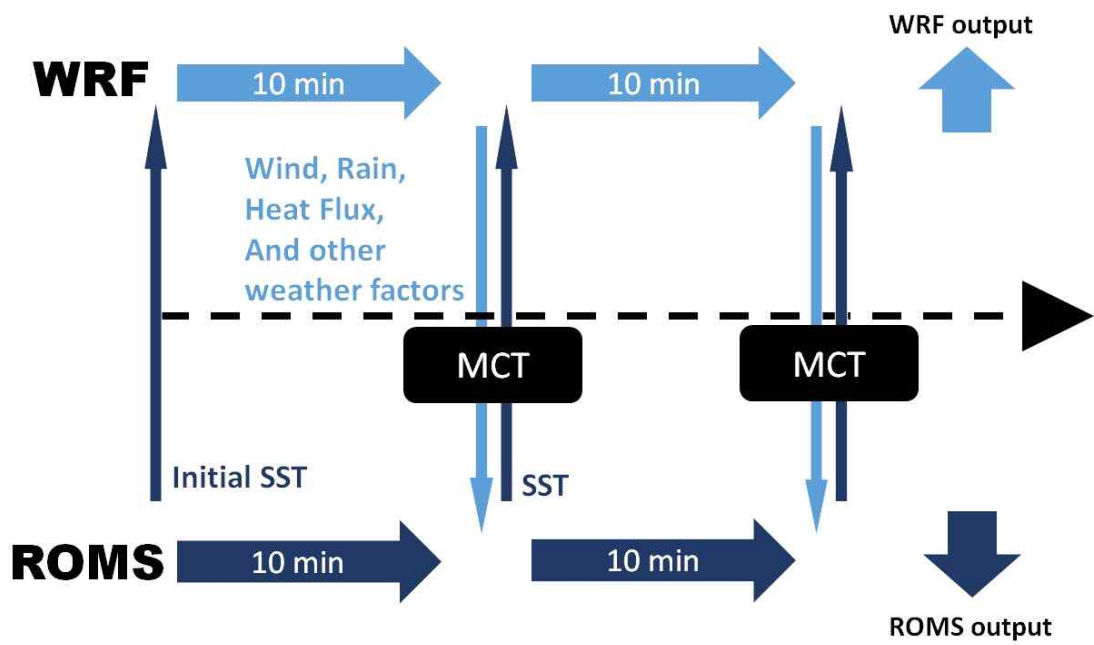 WRF output
WRF
10 min
10 min
Wind, Rain,
Heat Flux,
And other
weather factors
MCT
MCT
Initial SST
SST
ROMS
10 min
10 min
ROMS output